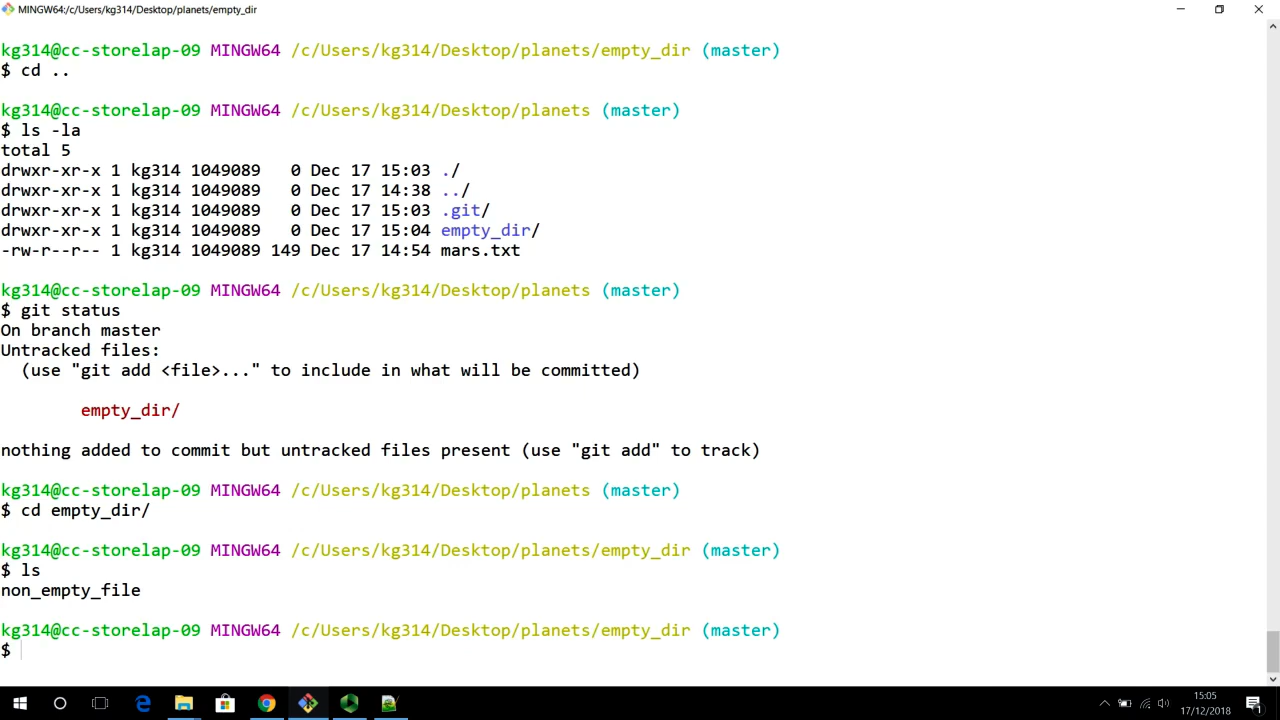 MINGW64:/c/Users/kg314/Desktop/planets/empty_dir
kg314@cc-storelap-09 MINGW64 /c/Users/kg314/Desktop/planets/empty_dir (master)
$ cd ..
kg314@cc-storelap-09 MINGW64 /c/Users/kg314/Desktop/planets (master)
$ ls -la
total 5
drwxr-xr-x 1 kg314 1049089   0 Dec 17 15:03 ./
drwxr-xr-x 1 kg314 1049089   0 Dec 17 14:38 ../
drwxr-xr-x 1 kg314 1049089   0 Dec 17 15:03 .git/
drwxr-xr-x 1 kg314 1049089   0 Dec 17 15:04 empty_dir/
-rw-r--r-- 1 kg314 1049089 149 Dec 17 14:54 mars.txt
kg314@cc-storelap-09 MINGW64 /c/Users/kg314/Desktop/planets (master)
$ git status
On branch master
Untracked files:
  (use "git add <file>..." to include in what will be committed)
        empty_dir/
nothing added to commit but untracked files present (use "git add" to track)
kg314@cc-storelap-09 MINGW64 /c/Users/kg314/Desktop/planets (master)
$ cd empty_dir/
kg314@cc-storelap-09 MINGW64 /c/Users/kg314/Desktop/planets/empty_dir (master)
$ ls
non_empty_file
kg314@cc-storelap-09 MINGW64 /c/Users/kg314/Desktop/planets/empty_dir (master)
$
15:05
17/12/2018
1